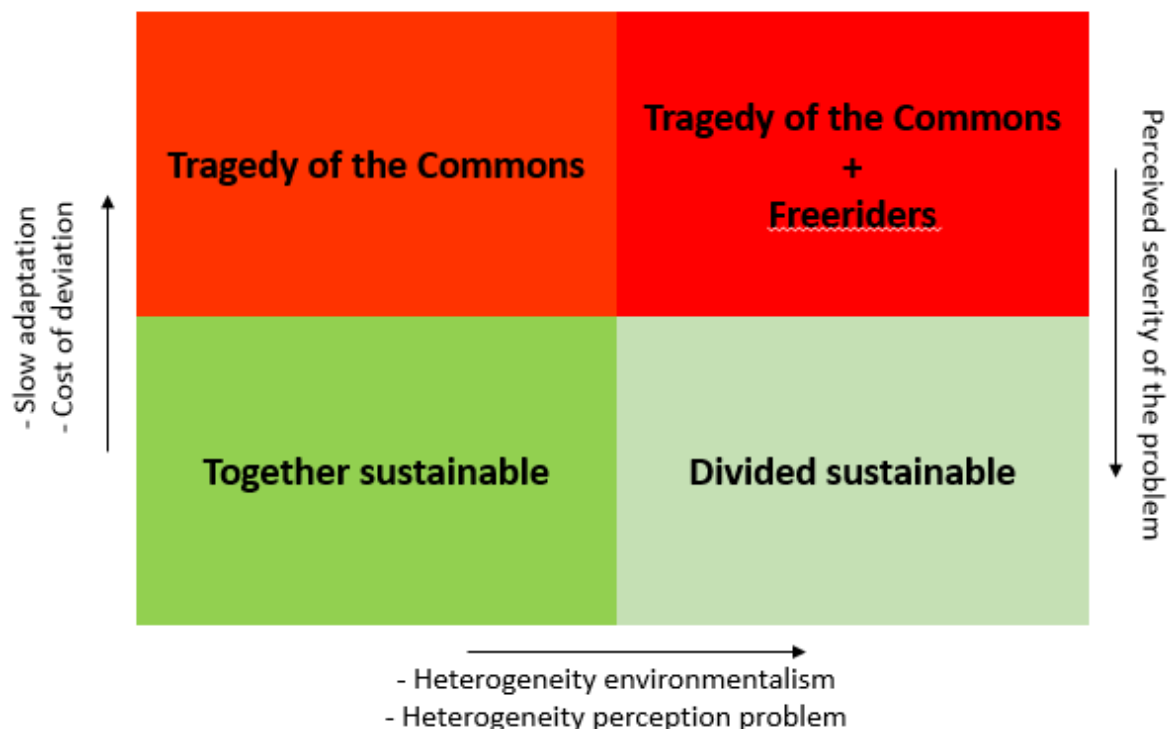 Tragedy of the Commons
Tragedy of the Commons
+
Freeriders
- Slow adaptation
- Cost of deviation
Perceived severity of the problem
Together sustainable
Divided sustainable
- Heterogeneity environmentalism
- Heterogeneity perception problem